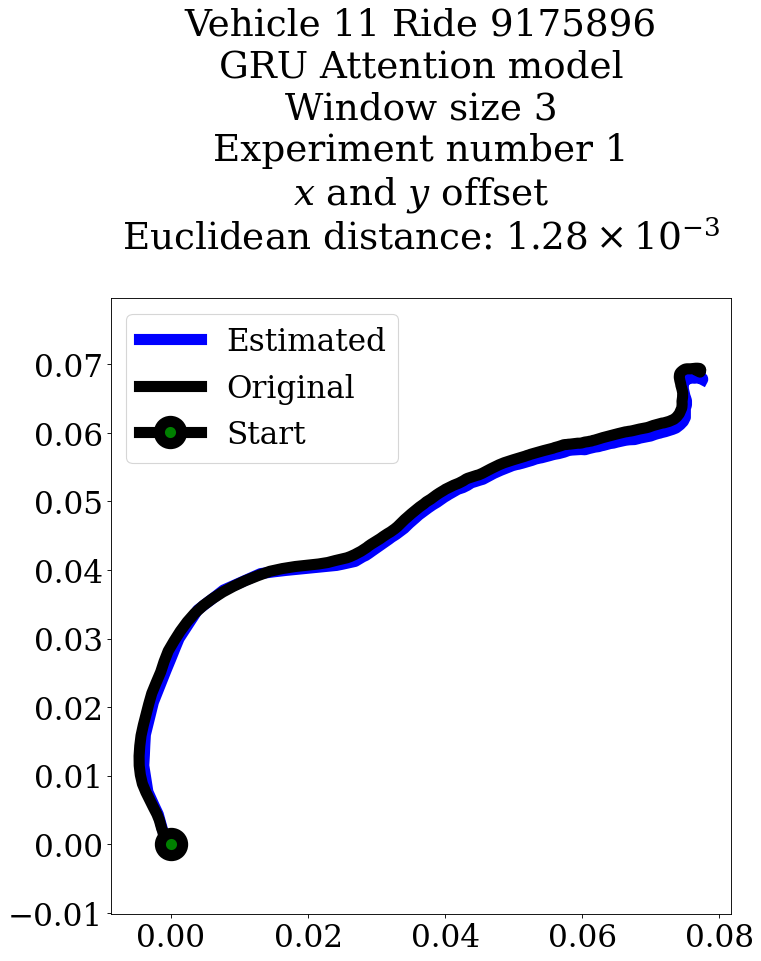 Vehicle 11 Ride 9175896
GRU Attention model
Window size 3
Experiment number 1
x and y offset
Euclidean distance: 1.28 × 10⁻³
Estimated
Original
Start
0.07
0.06
0.05
0.04
0.03
0.02
0.01
0.00
−0.01
0.00 0.02 0.04 0.06 0.08